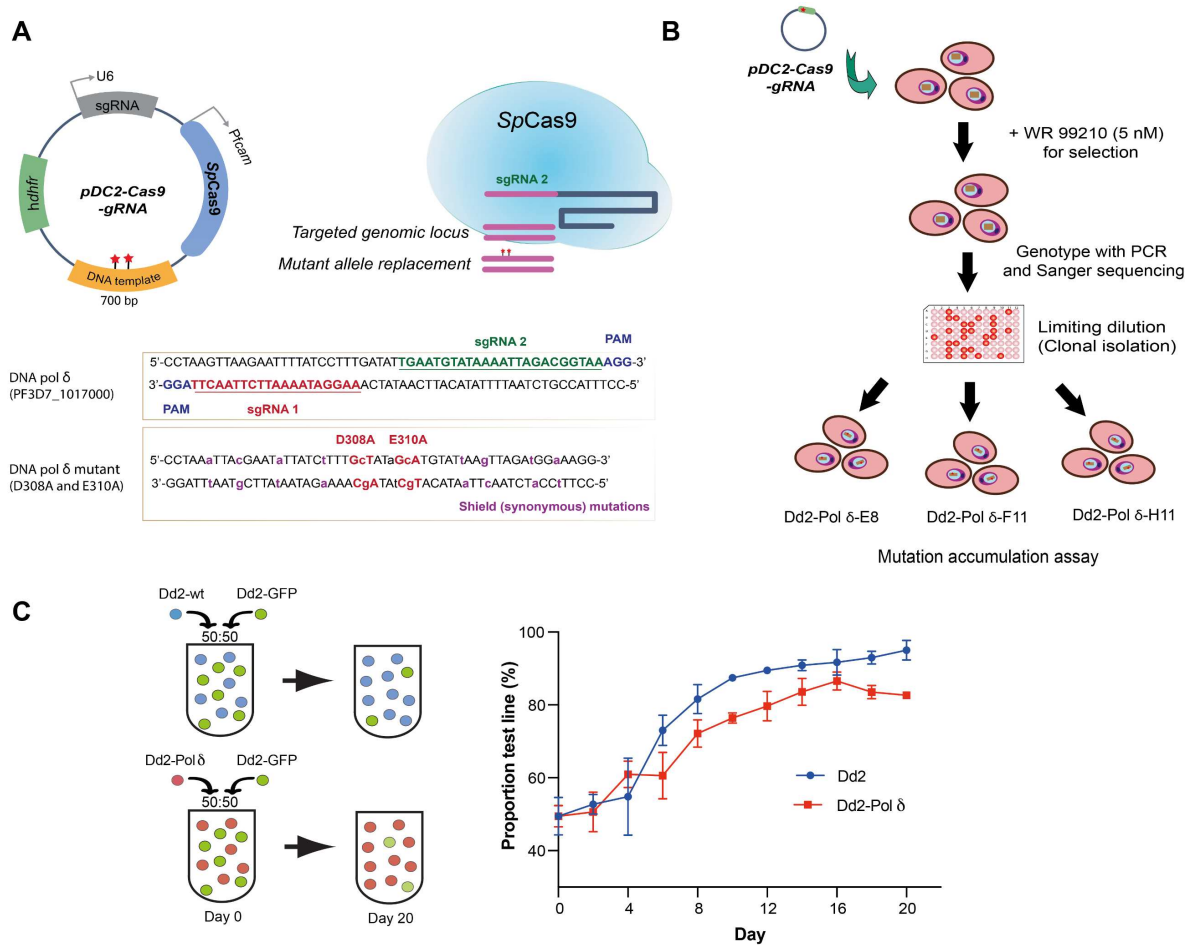 A
U6
sgRNA
Pfcam
SpCas9
hdhfr
pDC2-Cas9
-gRNA
DNA template
700 bp
SpCas9
sgRNA 2
Targeted genomic locus
Mutant allele replacement
sgRNA 2
PAM
DNA pol δ
(PF3D7_1017000)
5'-CCTAAGTTAAGAATTTTATCCTTTGATATTGAATGTATAAAATTAGACGGTAAAGG-3'
3'-GGATTCAATTCTTAAAATAGGAAACTATAACTTACATATTTTAATCTGCCATTTCC-5'
PAM
sgRNA 1
D308A E310A
DNA pol δ mutant
(D308A and E310A)
5'-CCTAAaTTAcGAATaTTATCtTTTGcTATaGcATGTATtAAgTTAGAtGGaAAGG-3'
3'-GGATTtAATgCTTAtAATAGaAAACgATAtCgTACATAaTTcAATCTaCCtTTCC-5'
Shield (synonymous) mutations
B
pDC2-Cas9
-gRNA
+ WR 99210 (5 nM)
for selection
Genotype with PCR
and Sanger sequencing
Limiting dilution
(Clonal isolation)
Dd2-Pol δ-E8
Dd2-Pol δ-F11
Dd2-Pol δ-H11
Mutation accumulation assay
C
Dd2-wt
Dd2-GFP
50:50
Dd2-Pol δ
Dd2-GFP
50:50
Day 0
Day 20
Proportion test line (%)
100
80
60
40
Dd2
Dd2-Pol δ
0
4
8
12
16
20
Day